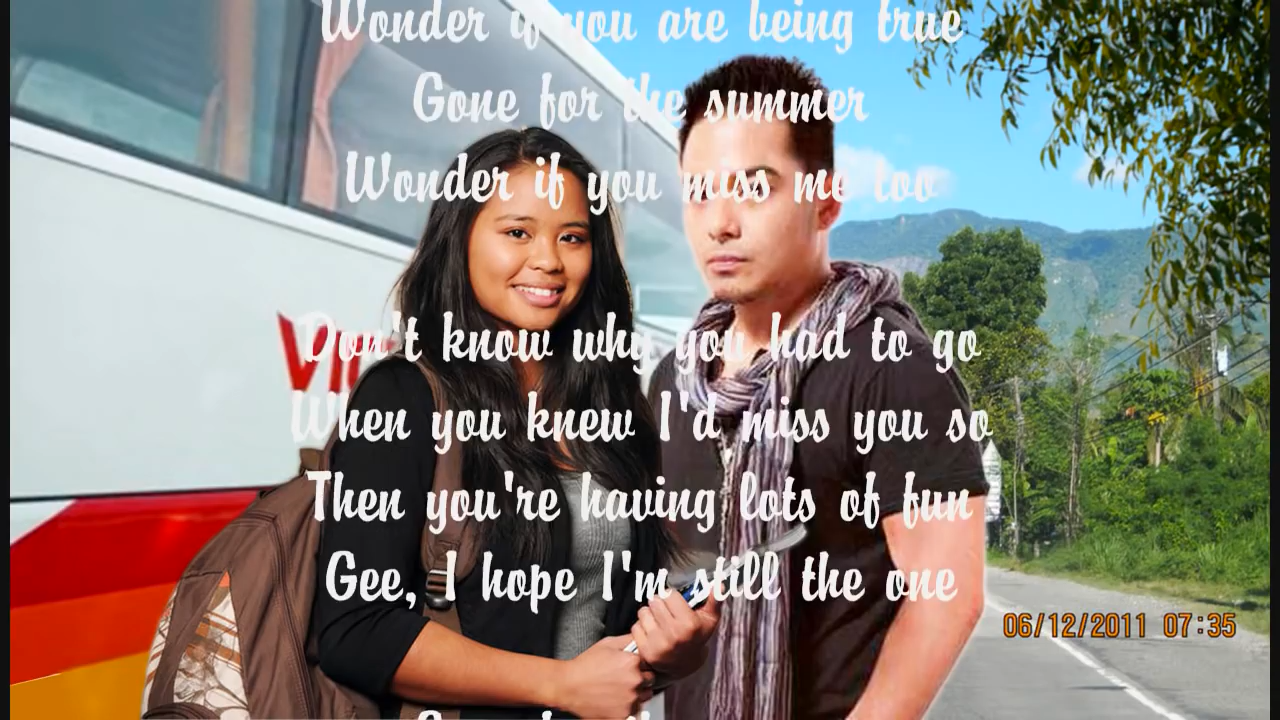 Wonder if you are being true
Gone for the summer
Wonder if you miss me too
Don't know why you had to go
When you knew I'd miss you so
Then you're having lots of fun
Gee, I hope I'm still the one
06/12/2011 07:35